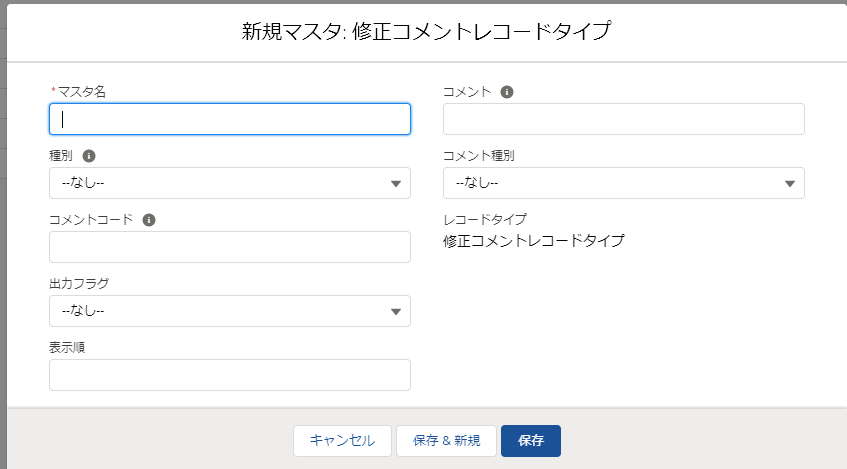 新規マスタ: 修正コメントレコードタイプ
*マスタ名
コメント
種別
--なし--
コメント種別
--なし--
コメントコード
レコードタイプ
修正コメントレコードタイプ
出力フラグ
--なし--
表示順
キャンセル
保存 & 新規
保存